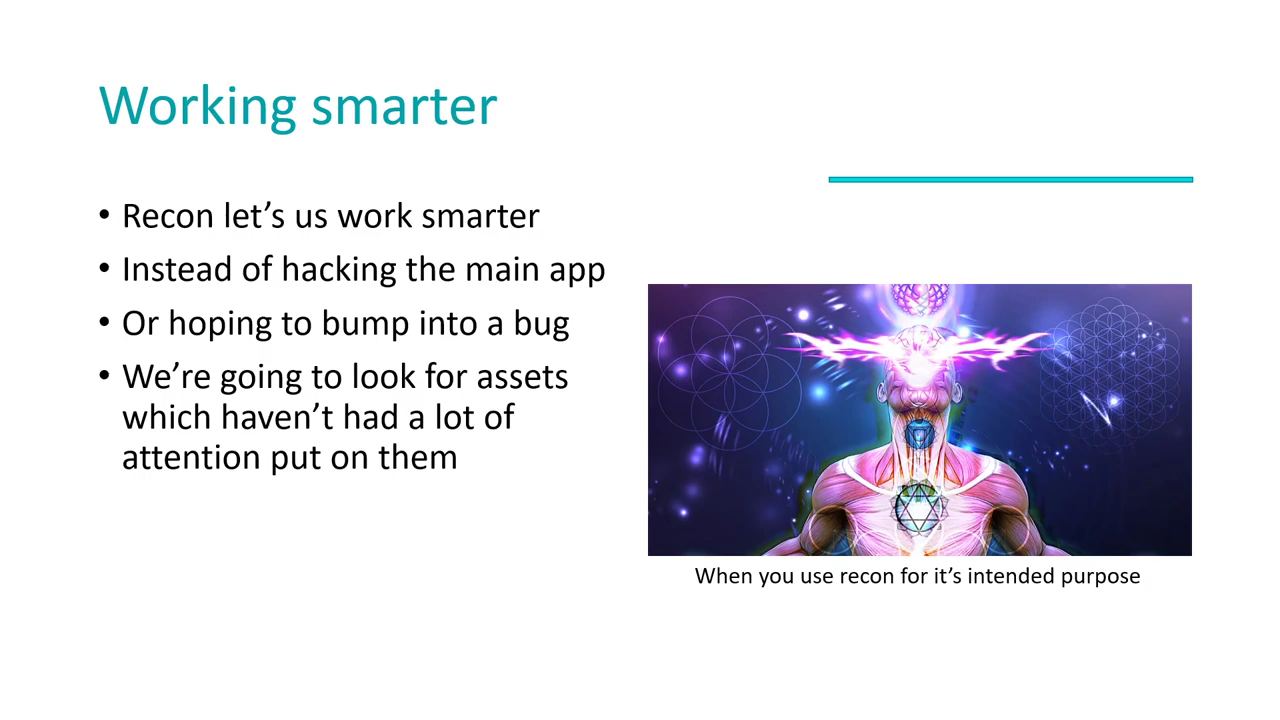 Working smarter
• Recon let’s us work smarter
• Instead of hacking the main app
• Or hoping to bump into a bug
• We’re going to look for assets
which haven’t had a lot of
attention put on them
When you use recon for it’s intended purpose